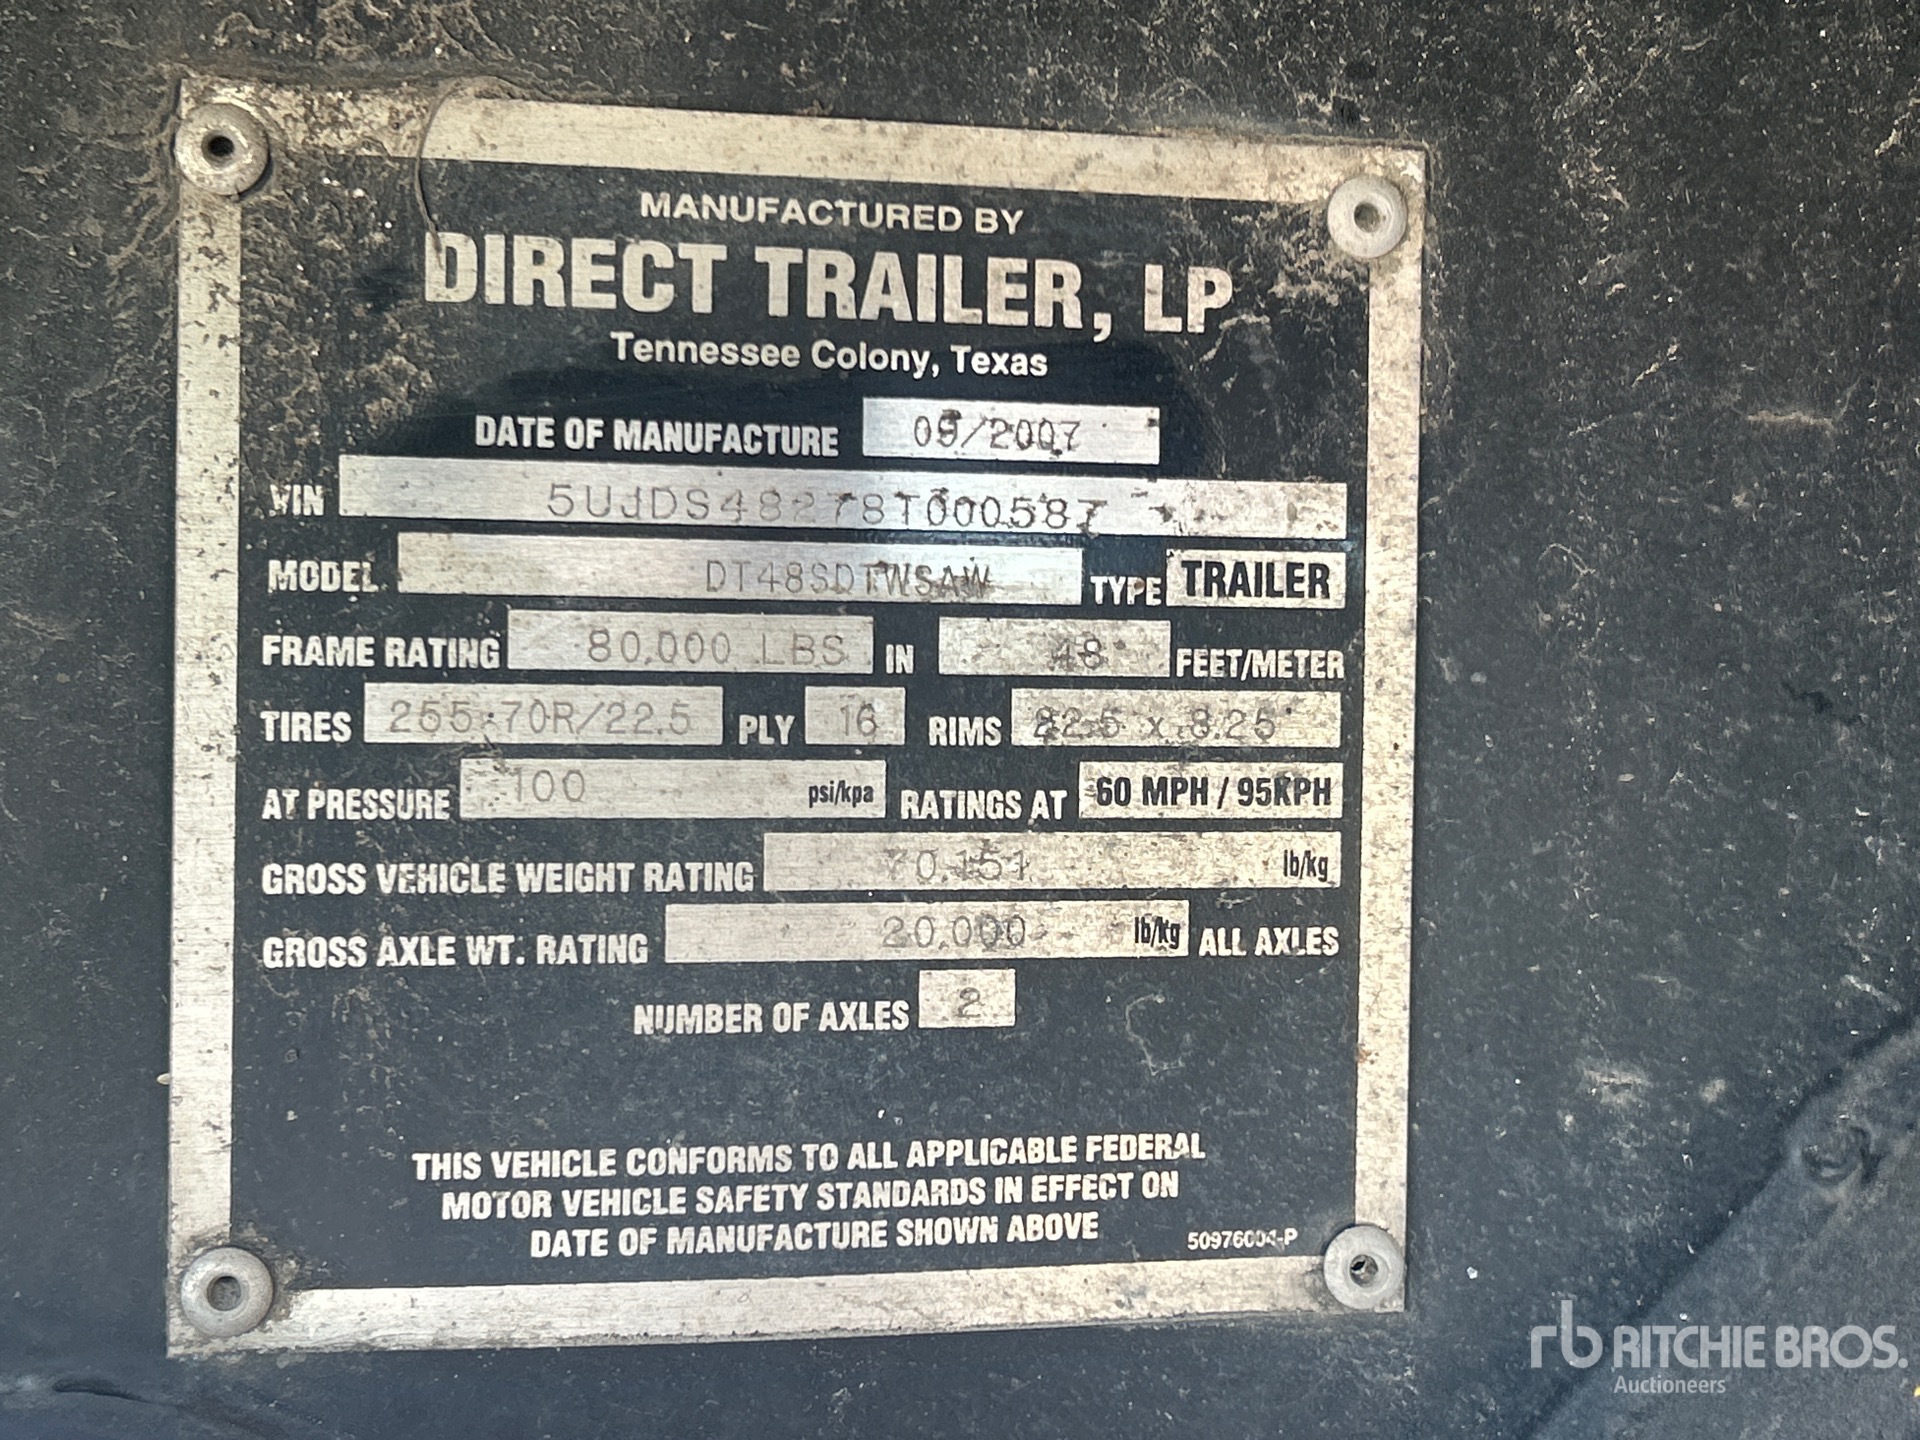 MANUFACTURED BY
DIRECT TRAILER, LP
Tennessee Colony, Texas
DATE OF MANUFACTURE 09/2007
VIN 5UJDS48278T000587
MODEL DT48SDTWSAW TYPE TRAILER
FRAME RATING 80,000 LBS IN 48' FEET/METER
TIRES 255-70R/22.5 PLY 16 RIMS 22.5 x 8.25
AT PRESSURE 100 psi/kpa RATINGS AT 60 MPH / 95KPH
GROSS VEHICLE WEIGHT RATING 70,151 lb/kg
GROSS AXLE WT. RATING 20,000 lb/kg ALL AXLES
NUMBER OF AXLES 2
THIS VEHICLE CONFORMS TO ALL APPLICABLE FEDERAL
MOTOR VEHICLE SAFETY STANDARDS IN EFFECT ON
DATE OF MANUFACTURE SHOWN ABOVE
50976004-P
rb RITCHIE BROS.
Auctioneers